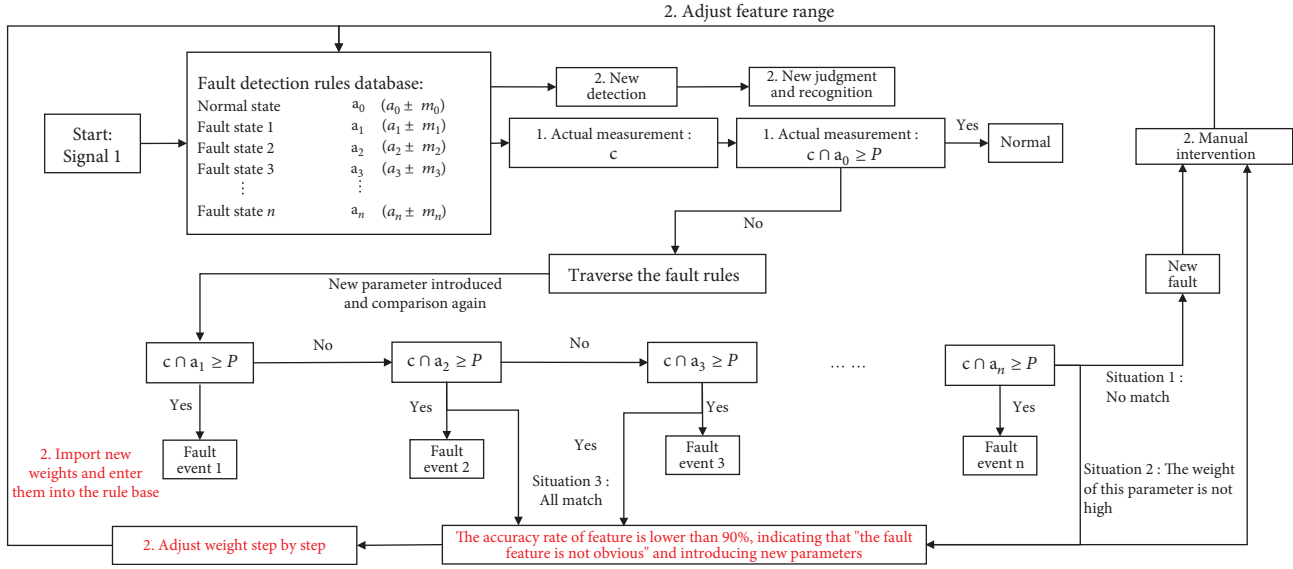 2. Adjust feature range
Fault detection rules database:
Normal state a₀ (a₀ ± m₀)
Fault state 1 a₁ (a₁ ± m₁)
Fault state 2 a₂ (a₂ ± m₂)
Fault state 3 a₃ (a₃ ± m₃)
⋮ ⋮
Fault state n aₙ (aₙ ± mₙ)
Start:
Signal 1
2. New
detection
2. New judgment
and recognition
1. Actual measurement :
c
1. Actual measurement :
c ∩ a₀ ≥ P
Yes
Normal
2. Manual
intervention
No
Traverse the fault rules
New parameter introduced
and comparison again
New
fault
c ∩ a₁ ≥ P
No
c ∩ a₂ ≥ P
No
c ∩ a₃ ≥ P
... ...
c ∩ aₙ ≥ P
Situation 1 :
No match
Yes
Yes
Yes
Yes
Yes
Fault
event 1
Fault
event 2
Fault
event 3
Fault
event n
2. Import new
weights and enter
them into the rule base
Situation 3 :
All match
Situation 2 : The weight
of this parameter is not
high
2. Adjust weight step by step
The accuracy rate of feature is lower than 90%, indicating that "the fault
feature is not obvious" and introducing new parameters